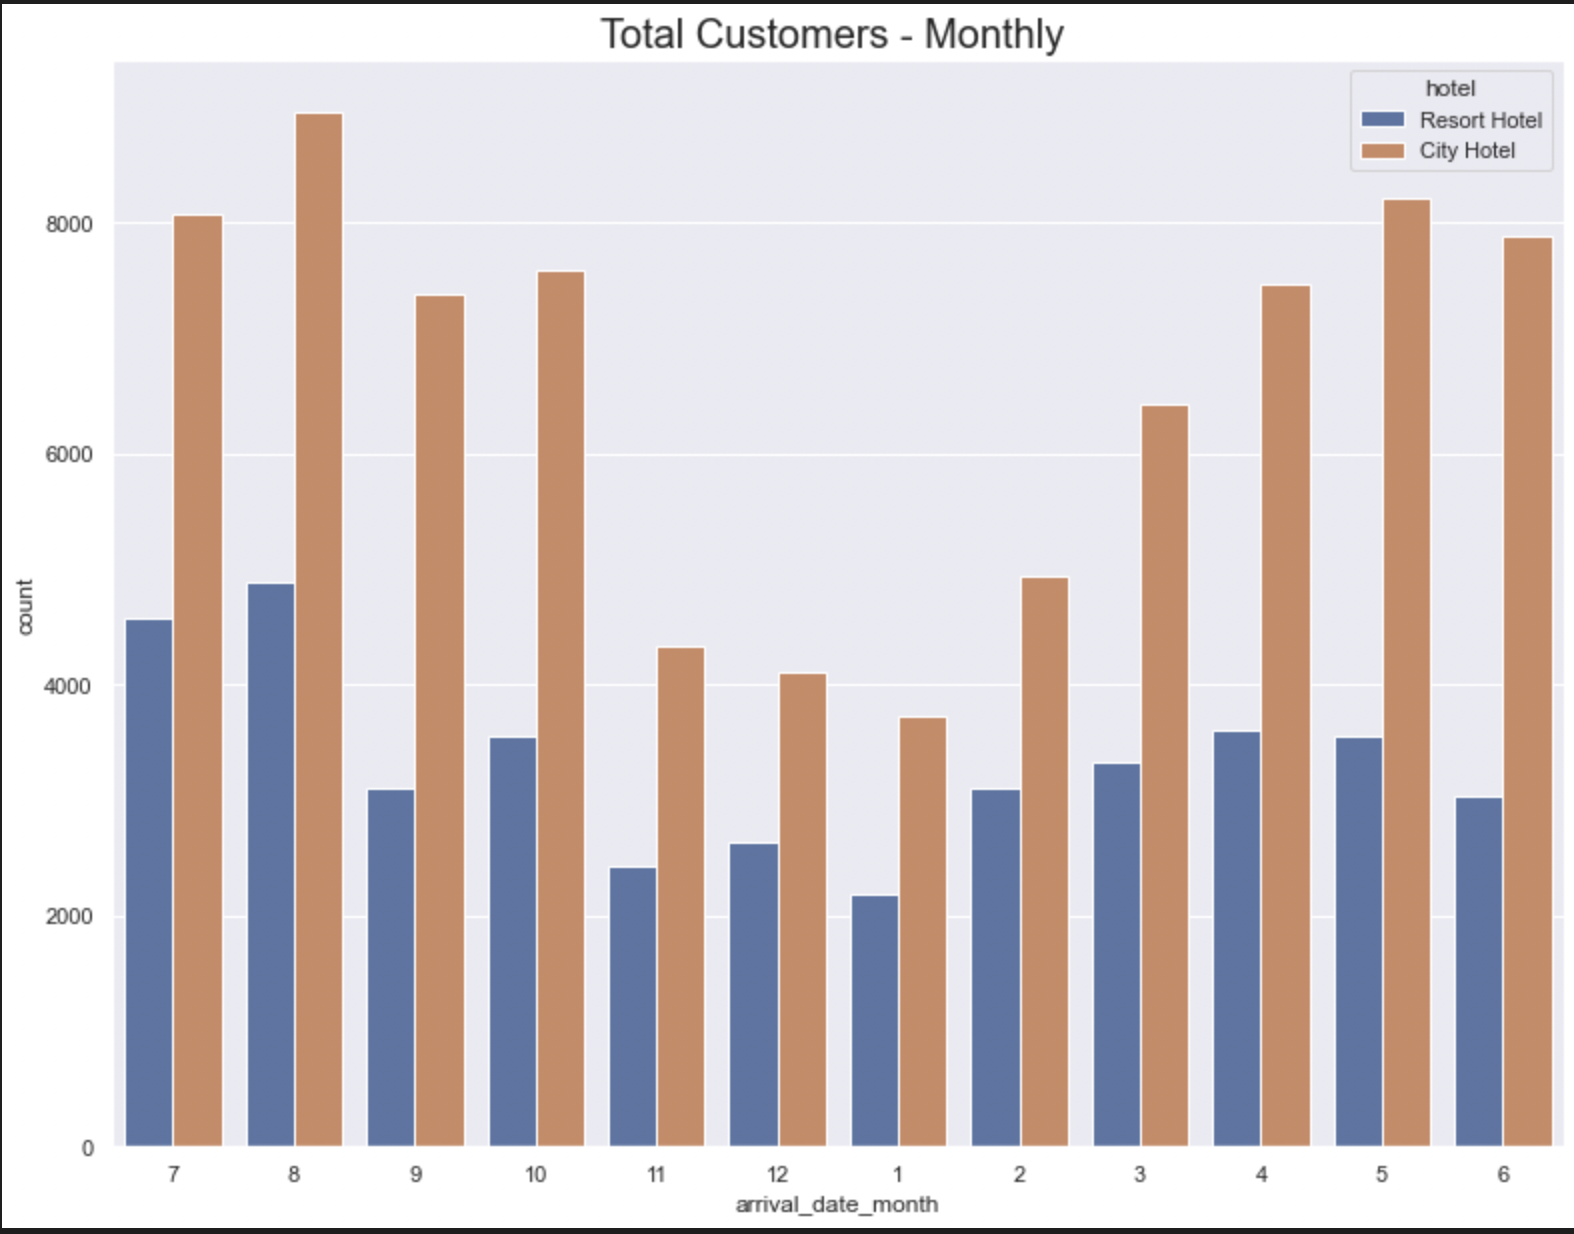 Total Customers - Monthly
hotel
Resort Hotel
City Hotel
8000
6000
4000
2000
0
count
7 8 9 10 11 12 1 2 3 4 5 6
arrival_date_month